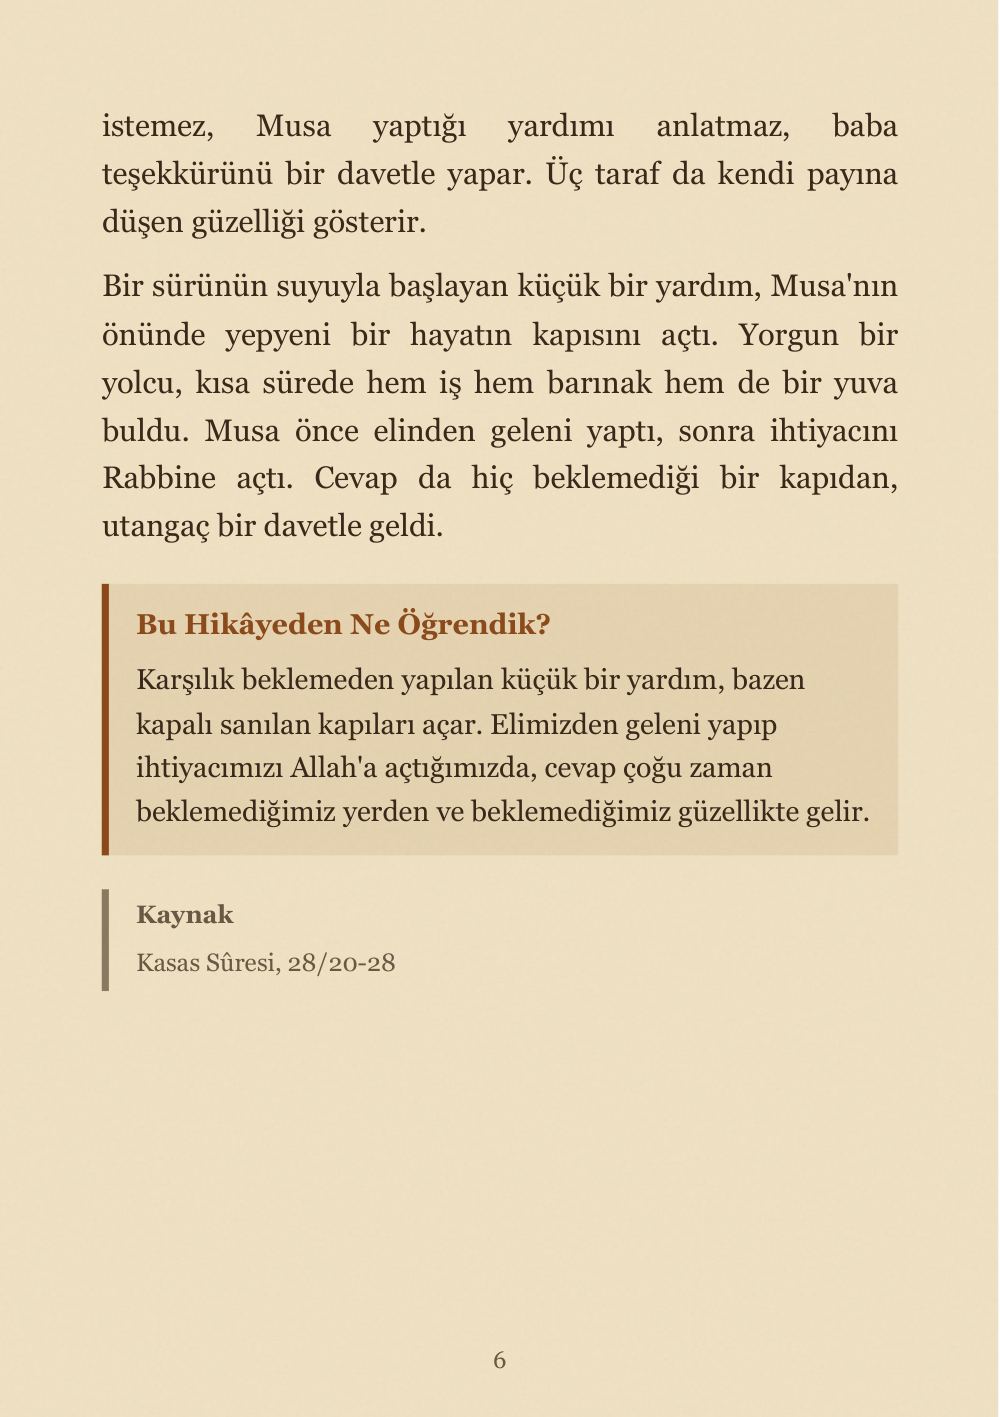 istemez, Musa yaptığı yardımı anlatmaz, baba
teşekkürünü bir davetle yapar. Üç taraf da kendi payına
düşen güzelliği gösterir.
Bir sürünün suyuyla başlayan küçük bir yardım, Musa'nın
önünde yepyeni bir hayatın kapısını açtı. Yorgun bir
yolcu, kısa sürede hem iş hem barınak hem de bir yuva
buldu. Musa önce elinden geleni yaptı, sonra ihtiyacını
Rabbine açtı. Cevap da hiç beklemediği bir kapıdan,
utangaç bir davetle geldi.
Bu Hikâyeden Ne Öğrendik?
Karşılık beklemeden yapılan küçük bir yardım, bazen
kapalı sanılan kapıları açar. Elimizden geleni yapıp
ihtiyacımızı Allah'a açtığımızda, cevap çoğu zaman
beklemediğimiz yerden ve beklemediğimiz güzellikte gelir.
Kaynak
Kasas Sûresi, 28/20-28
6